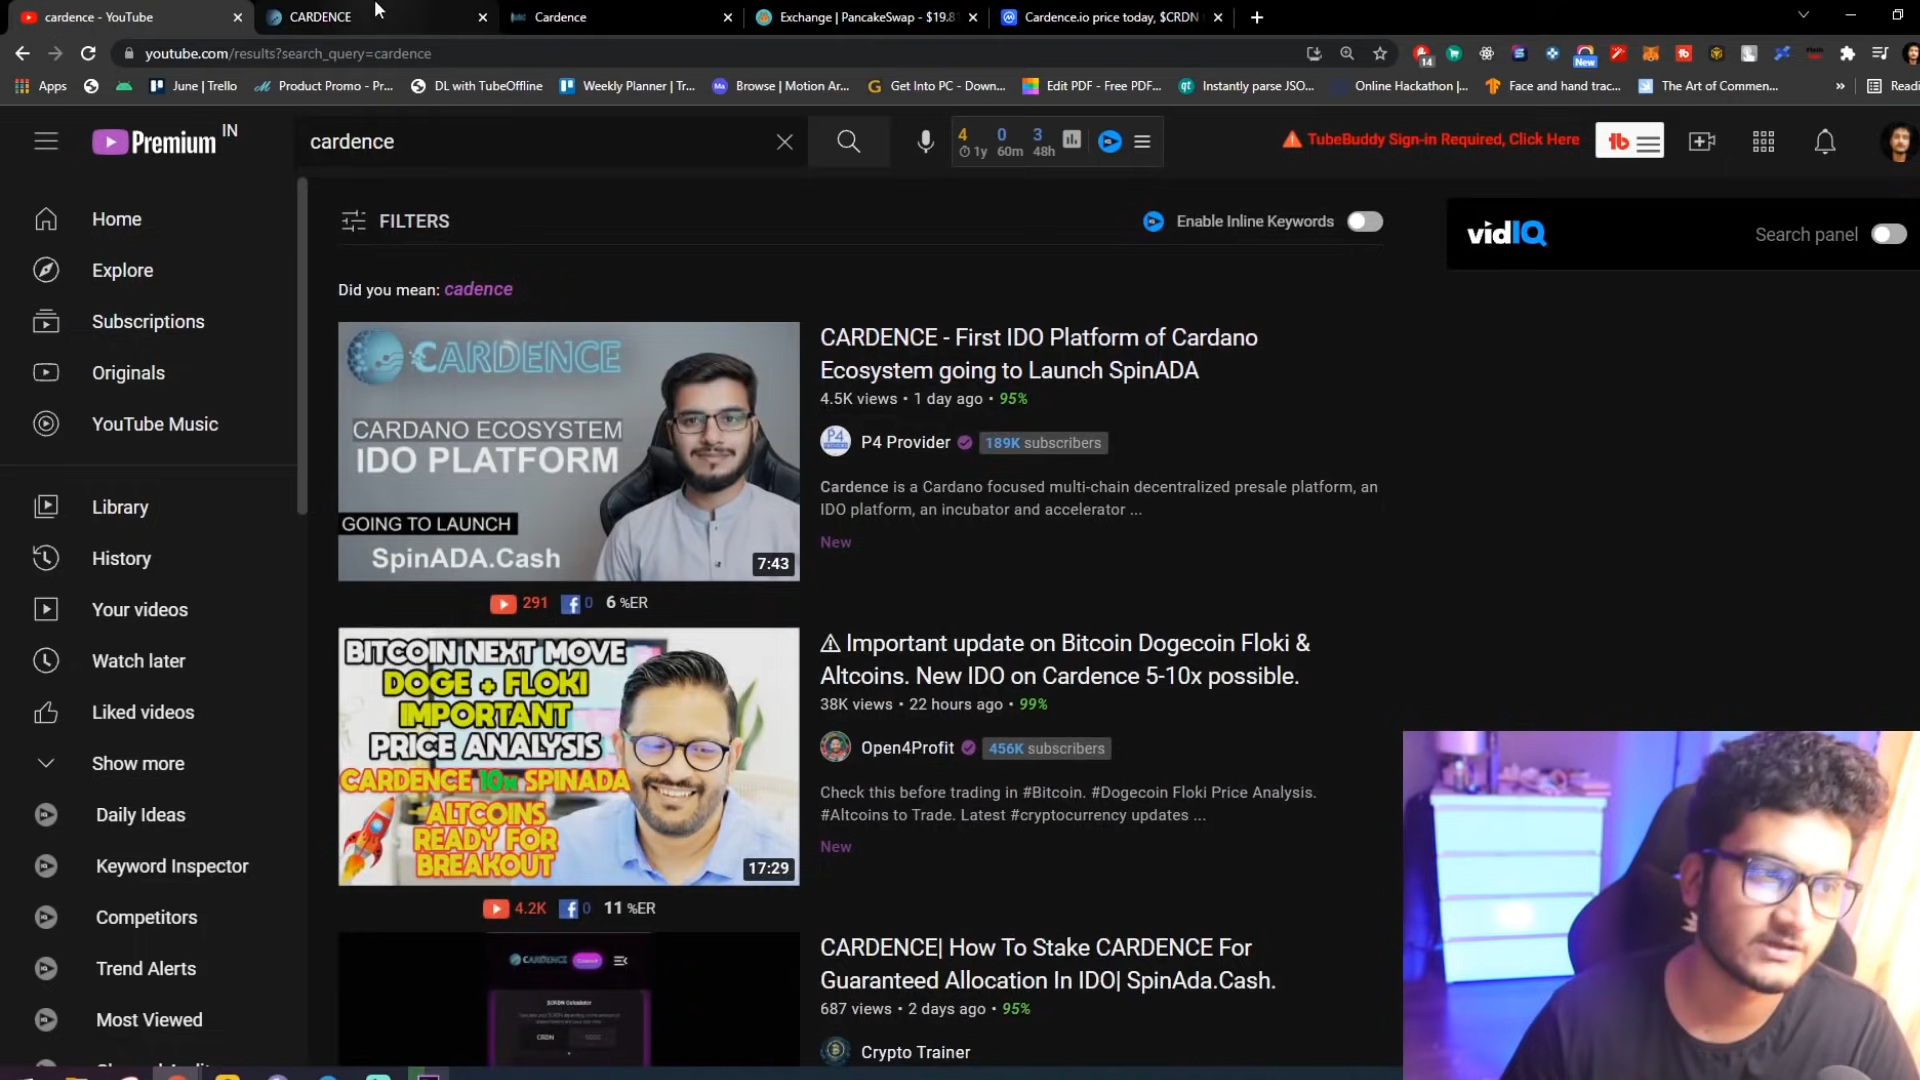 cardence - YouTube
CARDENCE
Cardence
Exchange | PancakeSwap - $19.8
Cardence.io price today, $CRDN
youtube.com/results?search_query=cardence
14
New
Apps
June | Trello
Product Promo - Pr...
DL with TubeOffline
Weekly Planner | Tr...
Browse | Motion Ar...
Get Into PC - Down...
Edit PDF - Free PDF...
Instantly parse JSO...
Online Hackathon |...
Face and hand trac...
The Art of Commen...
»
Readi
Premium IN
cardence
4 0 3
1y 60m 48h
TubeBuddy Sign-in Required, Click Here
tb
Home
Explore
Subscriptions
Originals
YouTube Music
Library
History
Your videos
Watch later
Liked videos
Show more
Daily Ideas
Keyword Inspector
Competitors
Trend Alerts
Most Viewed
FILTERS
Enable Inline Keywords
vidIQ
Search panel
Did you mean: cadence
CARDENCE
CARDANO ECOSYSTEM
IDO PLATFORM
GOING TO LAUNCH
SpinADA.Cash
7:43
CARDENCE - First IDO Platform of Cardano
Ecosystem going to Launch SpinADA
4.5K views • 1 day ago • 95%
P4 Provider 189K subscribers
Cardence is a Cardano focused multi-chain decentralized presale platform, an
IDO platform, an incubator and accelerator ...
New
291 0 6 %ER
BITCOIN NEXT MOVE
DOGE + FLOKI
IMPORTANT
PRICE ANALYSIS
CARDENCE 10x SPINADA
ALTCOINS
READY FOR
BREAKOUT
17:29
⚠ Important update on Bitcoin Dogecoin Floki &
Altcoins. New IDO on Cardence 5-10x possible.
38K views • 22 hours ago • 99%
Open4Profit 456K subscribers
Check this before trading in #Bitcoin. #Dogecoin Floki Price Analysis.
#Altcoins to Trade. Latest #cryptocurrency updates ...
New
4.2K 0 11 %ER
CARDENCE
$CRDN Calculator
CRDN
CARDENCE| How To Stake CARDENCE For
Guaranteed Allocation In IDO| SpinAda.Cash.
687 views • 2 days ago • 95%
Crypto Trainer